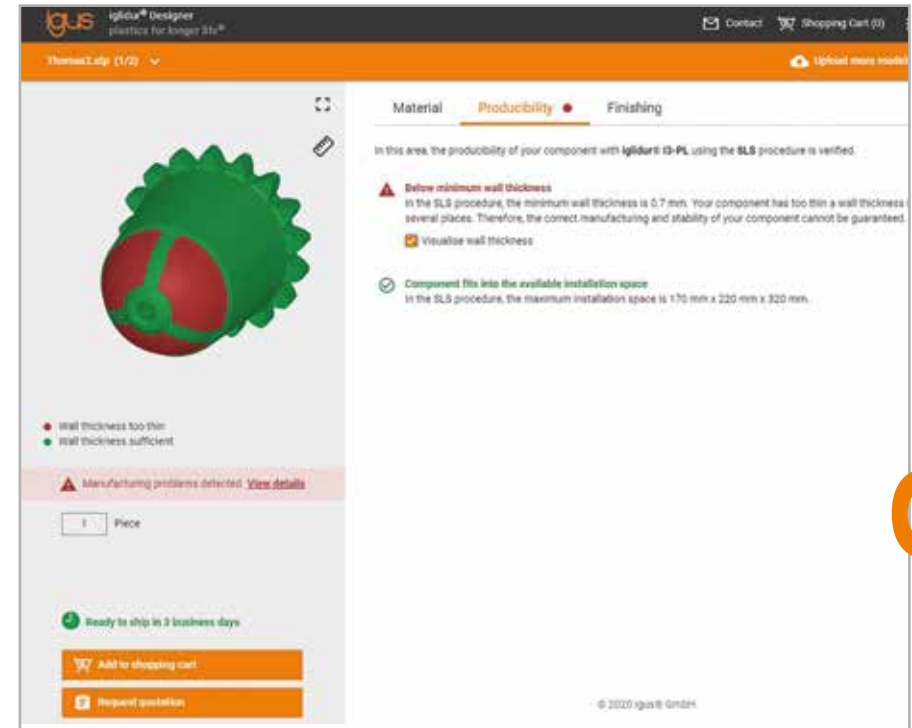 igus
iglidur® Designer
plastics for longer life®
Contact
Shopping Cart (0)
Thomas2.stp (1/2)
Upload more models
Material
Producibility
Finishing
In this area, the producibility of your component with iglidur® I3-PL using the SLS procedure is verified.
Below minimum wall thickness
In the SLS procedure, the minimum wall thickness is 0.7 mm. Your component has too thin a wall thickness
several places. Therefore, the correct manufacturing and stability of your component cannot be guaranteed.
Visualise wall thickness
Component fits into the available installation space
In the SLS procedure, the maximum installation space is 170 mm x 220 mm x 320 mm.
Wall thickness too thin
Wall thickness sufficient
Manufacturing problems detected. View details
1 Piece
Ready to ship in 3 business days
Add to shopping cart
Request quotation
© 2020 igus® GmbH